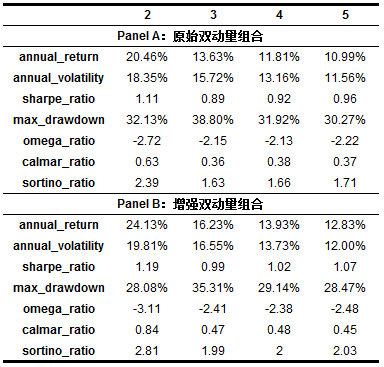 2 3 4 5
Panel A：原始双动量组合
annual_return 20.46% 13.63% 11.81% 10.99%
annual_volatility 18.35% 15.72% 13.16% 11.56%
sharpe_ratio 1.11 0.89 0.92 0.96
max_drawdown 32.13% 38.80% 31.92% 30.27%
omega_ratio -2.72 -2.15 -2.13 -2.22
calmar_ratio 0.63 0.36 0.38 0.37
sortino_ratio 2.39 1.63 1.66 1.71
Panel B：增强双动量组合
annual_return 24.13% 16.23% 13.93% 12.83%
annual_volatility 19.81% 16.55% 13.73% 12.00%
sharpe_ratio 1.19 0.99 1.02 1.07
max_drawdown 28.08% 35.31% 29.14% 28.47%
omega_ratio -3.11 -2.41 -2.38 -2.48
calmar_ratio 0.84 0.47 0.48 0.45
sortino_ratio 2.81 1.99 2 2.03